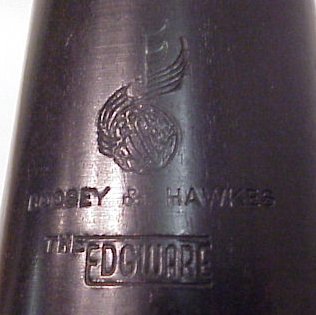 BOOSEY & HAWKES
THE EDGWARE